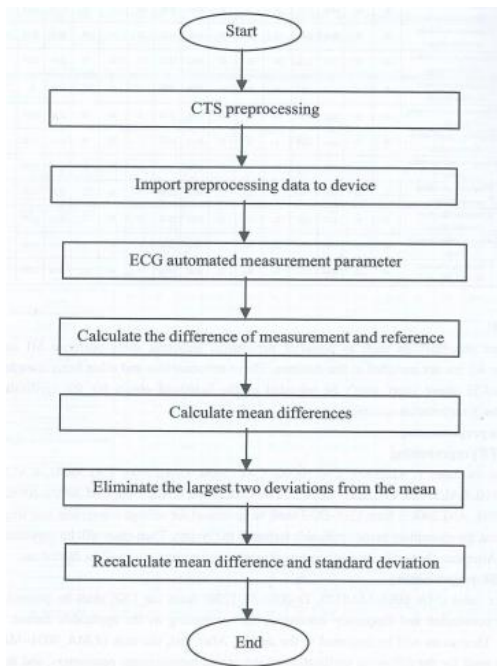 Start
CTS preprocessing
Import preprocessing data to device
ECG automated measurement parameter
Calculate the difference of measurement and reference
Calculate mean differences
Eliminate the largest two deviations from the mean
Recalculate mean difference and standard deviation
End